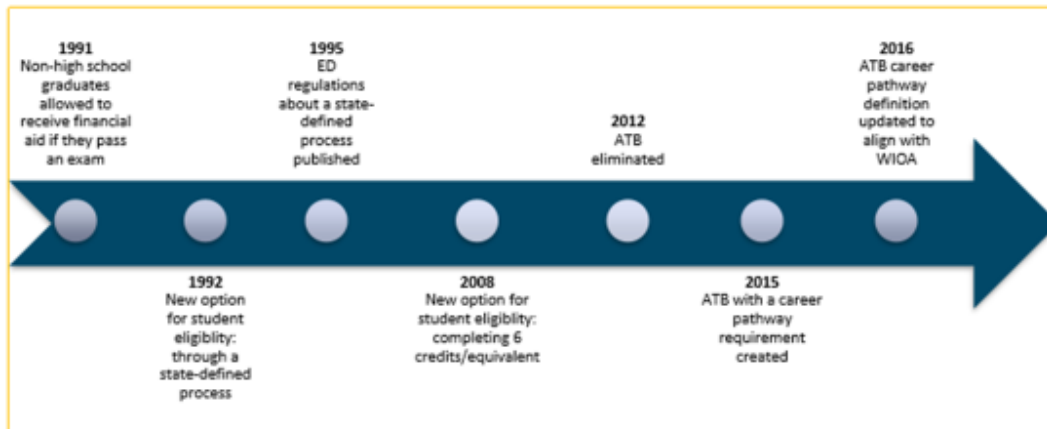 1991
Non-high school
graduates
allowed to
receive financial
aid if they pass
an exam
1992
New option
for student
eligiblity:
through a
state-defined
process
1995
ED
regulations
about a state-
defined
process
published
2008
New option for
student eligiblity:
completing 6
credits/equivalent
2012
ATB
eliminated
2015
ATB with a career
pathway
requirement
created
2016
ATB career
pathway
definition
updated to
align with
WIOA